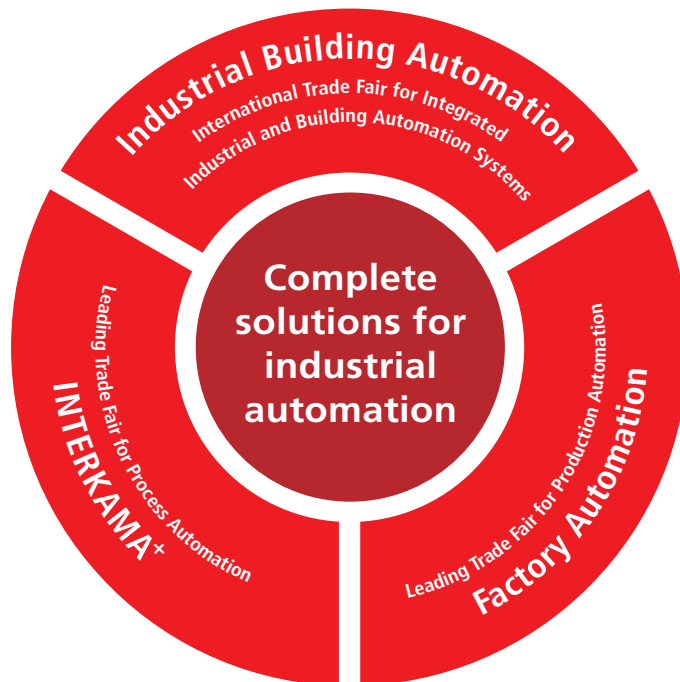 Industrial Building Automation
International Trade Fair for Integrated
Industrial and Building Automation Systems
Complete
solutions for
industrial
automation
Leading Trade Fair for Process Automation
INTERKAMA+
Leading Trade Fair for Production Automation
Factory Automation